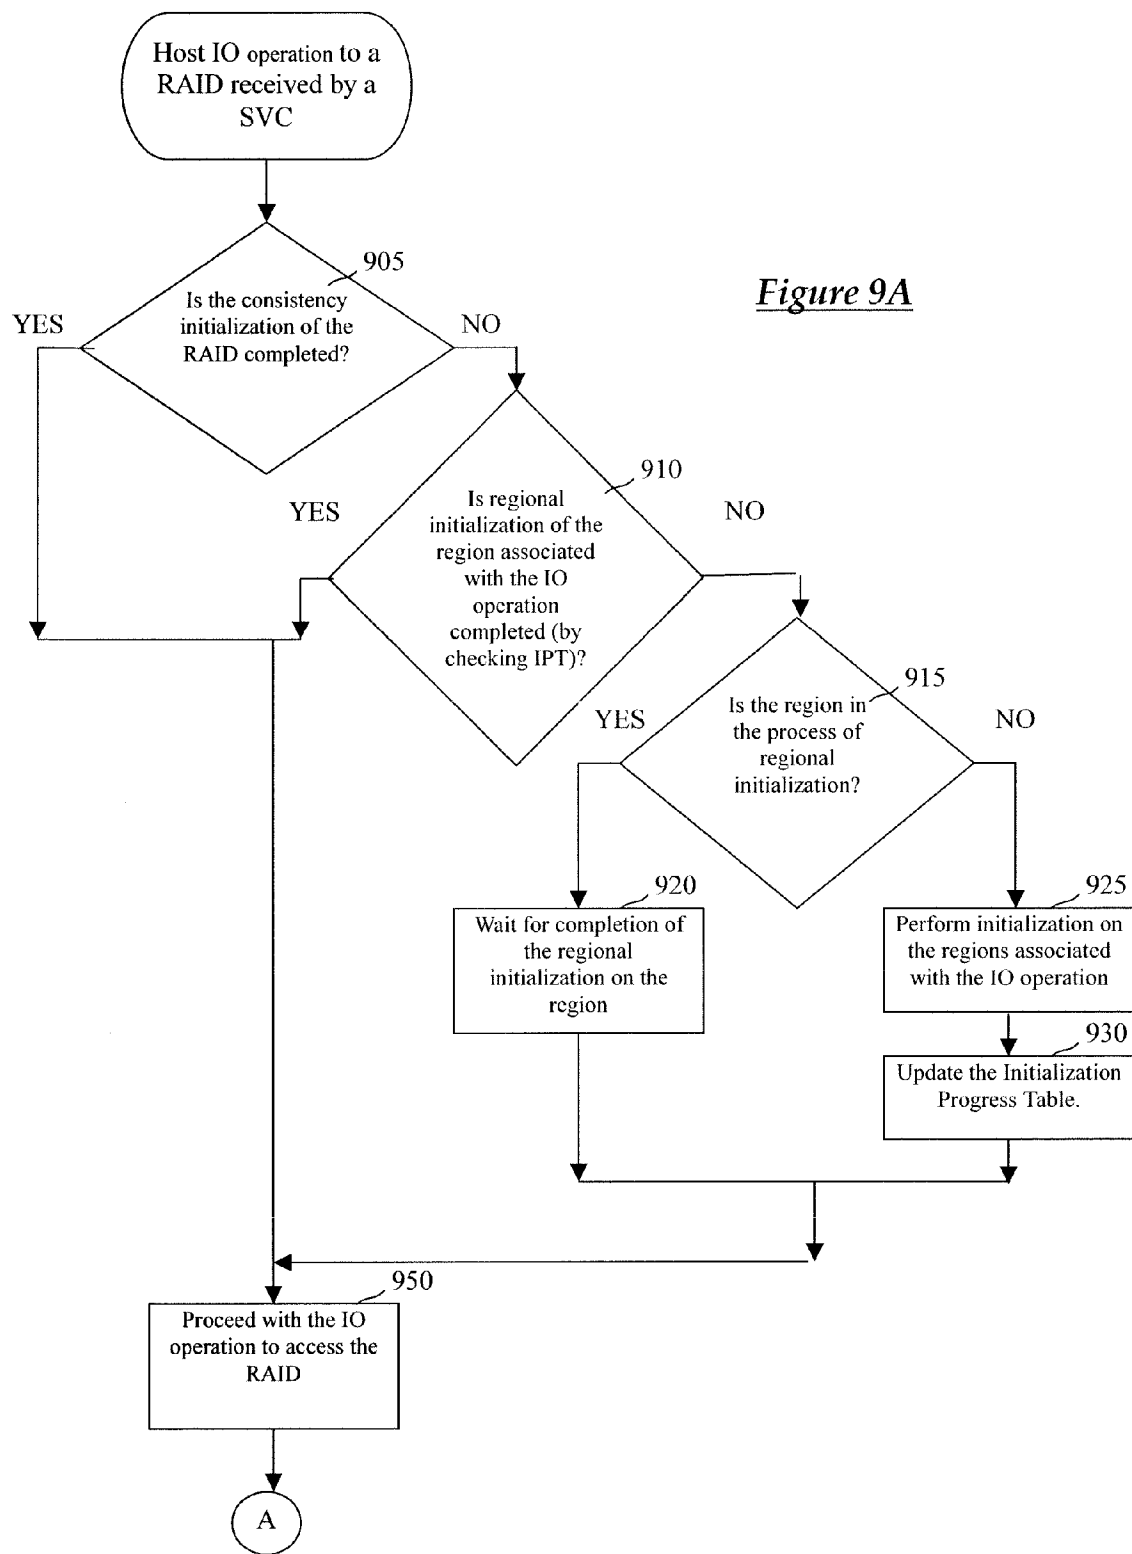 Host IO operation to a
RAID received by a
SVC
905
Figure 9A
Is the consistency
initialization of the
RAID completed?
YES
NO
910
Is regional
initialization of the
region associated
with the IO
operation
completed (by
checking IPT)?
YES
NO
915
Is the region in
the process of
regional
initialization?
YES
NO
920
Wait for completion of
the regional
initialization on the
region
925
Perform initialization on
the regions associated
with the IO operation
930
Update the Initialization
Progress Table.
950
Proceed with the IO
operation to access the
RAID
A